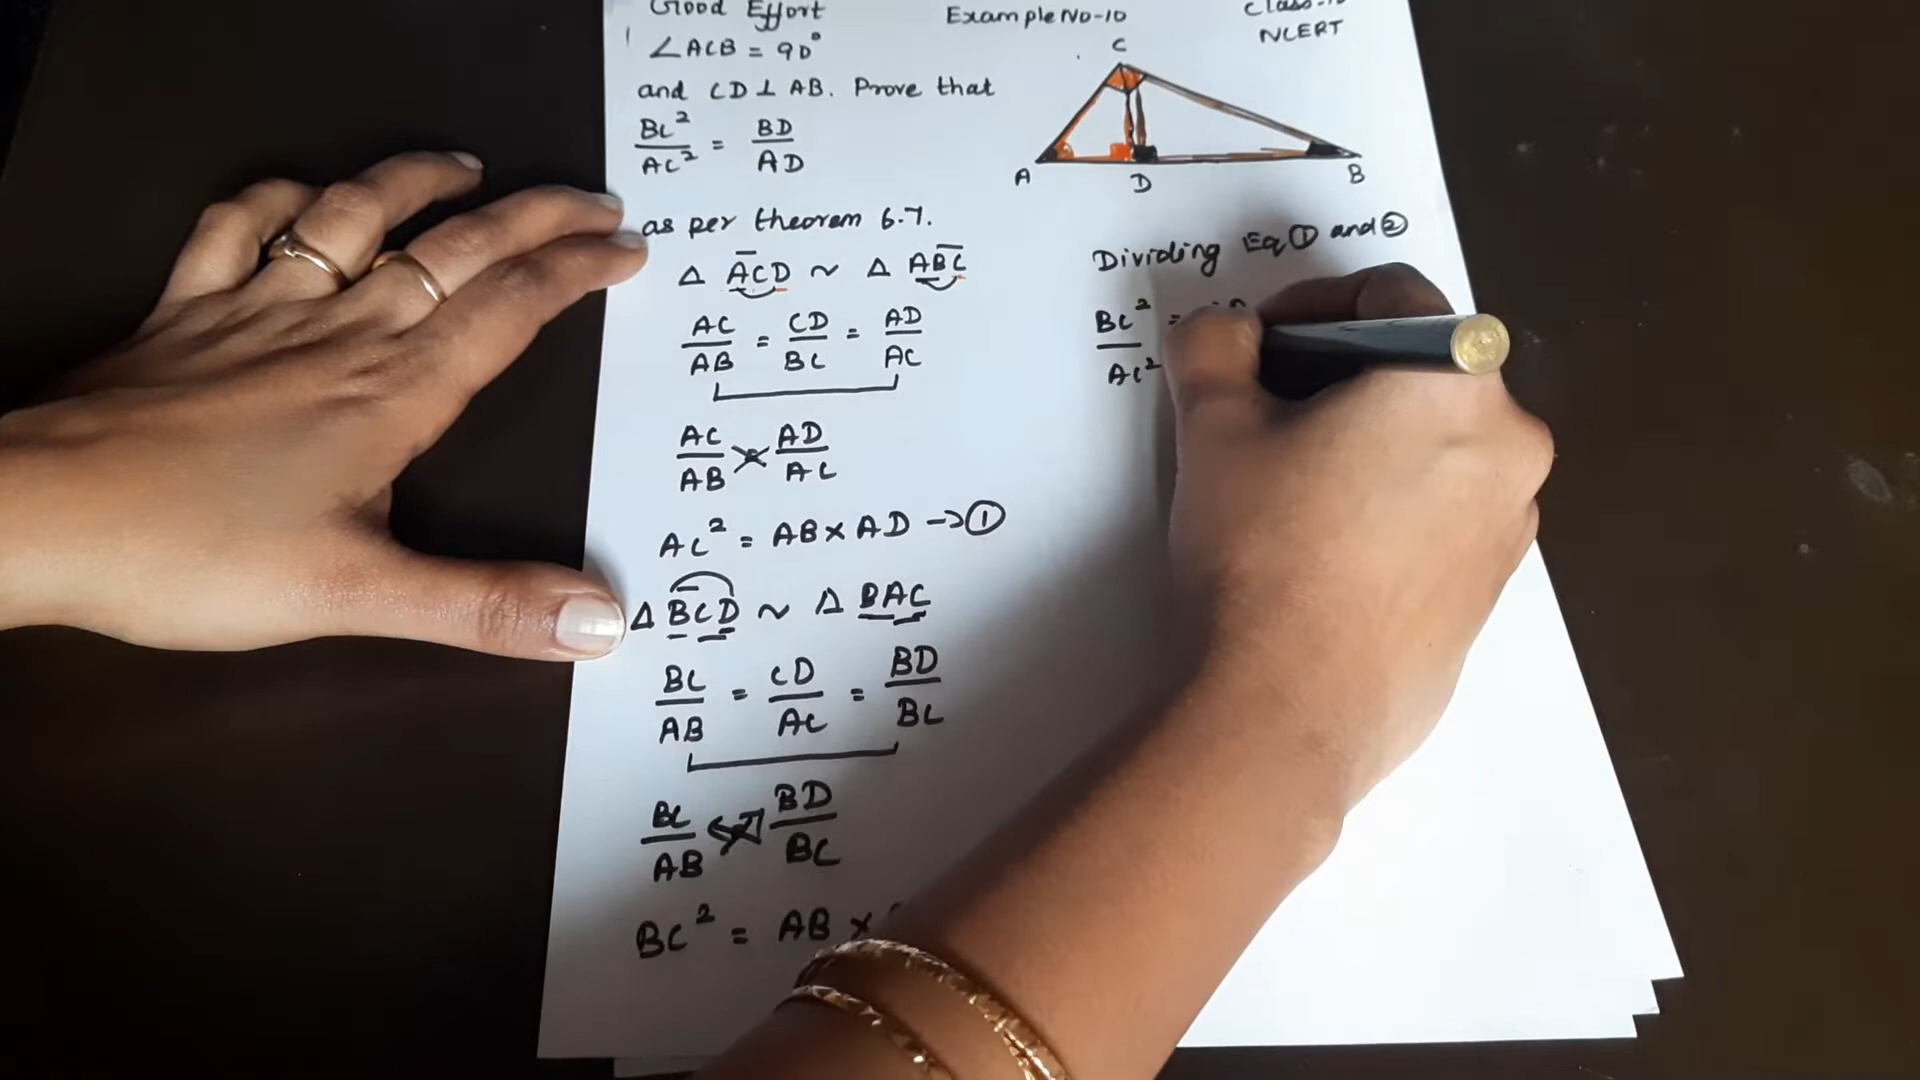 Good Effort
Example No-10
NCERT
∠ACB = 90°
and CD ⊥ AB. Prove that
BC²/AC² = BD/AD
C
A D B
as per theorem 6.7.
△ ACD ~ △ ABC
AC/AB = CD/BC = AD/AC
AC/AB × AD/AC
AC² = AB × AD → ①
△ BCD ~ △ BAC
BC/AB = CD/AC = BD/BC
BC/AB × BD/BC
BC² = AB ×
Dividing Eq ① and ②
BC²/AC² =